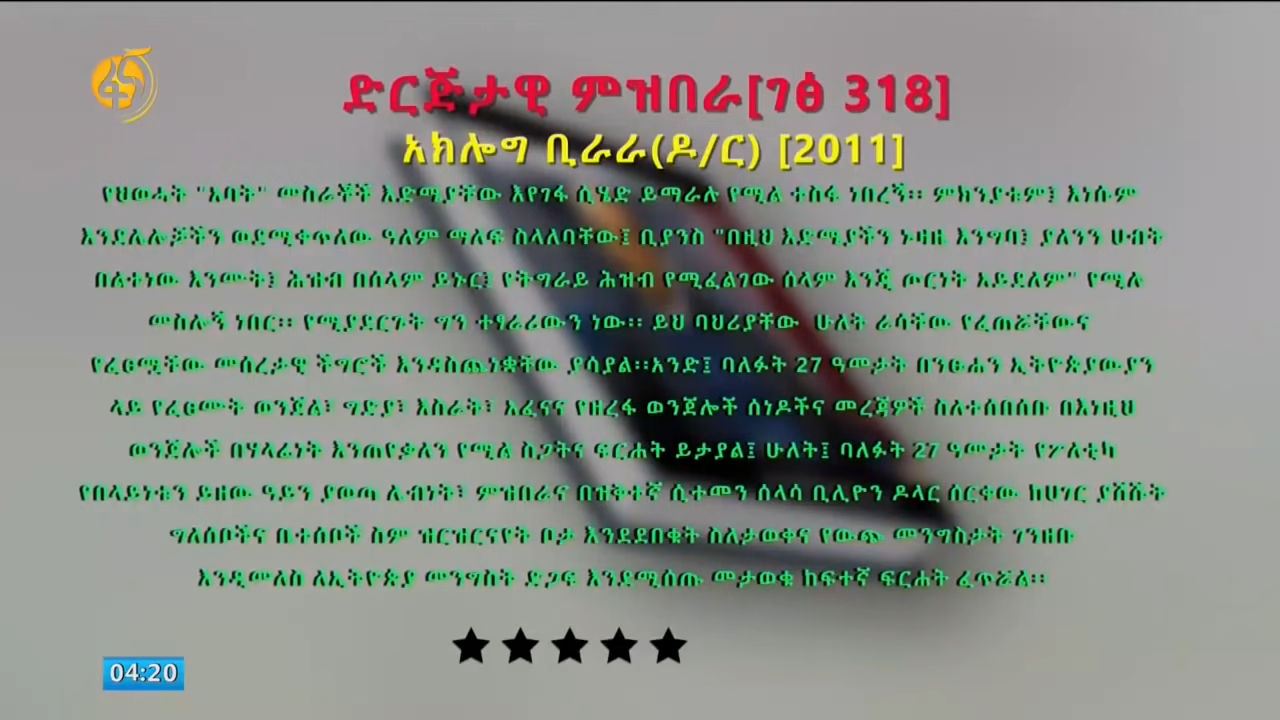 ድርጅታዊ ምዝበራ[ገፅ 318]
አክሎግ ቢራራ(ዶ/ር) [2011]
የህወሓት "አባት" መስራቾች እድሜያቸው እየገፋ ሲሄድ ይማራሉ የሚል ተስፋ ነበረኝ፡፡ ምክንያቱም፤ እነሱም
እንደሌሎቻችን ወደሚቀጥለው ዓለም ማለፍ ስላለባቸው፤ ቢያንስ "በዚህ እድሜያችን ኑዛዜ እንግባ፤ ያለንን ሀብት
በልተነው እንሙት፤ ሕዝብ በሰላም ይኑር፤ የትግራይ ሕዝብ የሚፈልገው ሰላም እንጂ ጦርነት አይደለም" የሚሉ
መስሎኝ ነበር፡፡ የሚያደርጉት ግን ተፃራሪውን ነው፡፡ ይህ ባህሪያቸው ሁለት ራሳቸው የፈጠሯቸውና
የፈፀሟቸው መሰረታዊ ችግሮች እንዳስጨነቋቸው ያሳያል፡፡አንድ፤ ባለፉት 27 ዓመታት በንፁሐን ኢትዮጵያውያን
ላይ የፈፀሙት ወንጀል፣ ግድያ፣ እስራት፣ አፈናና የዘረፋ ወንጀሎች ሰነዶችና መረጃዎች ስለተሰበሰቡ በእነዚህ
ወንጀሎች በሃላፊነት እንጠየቃለን የሚል ስጋትና ፍርሐት ይታያል፤ ሁለት፤ ባለፉት 27 ዓመታት የፖለቲካ
የበላይነቱን ይዘው ዓይን ያወጣ ሌብነት፣ ምዝበራና በዝቅተኛ ሲተመን ሰላሳ ቢሊዮን ዶላር ሰርቀው ከሀገር ያሸሹት
ግለሰቦችና ቤተሰቦች ስም ዝርዝርናየት ቦታ እንደደበቁት ስለታወቀና የውጭ መንግስታት ገንዘቡ
እንዲመለስ ለኢትዮጵያ መንግስት ድጋፍ እንደሚሰጡ መታወቁ ከፍተኛ ፍርሐት ፈጥሯል፡፡
04:20